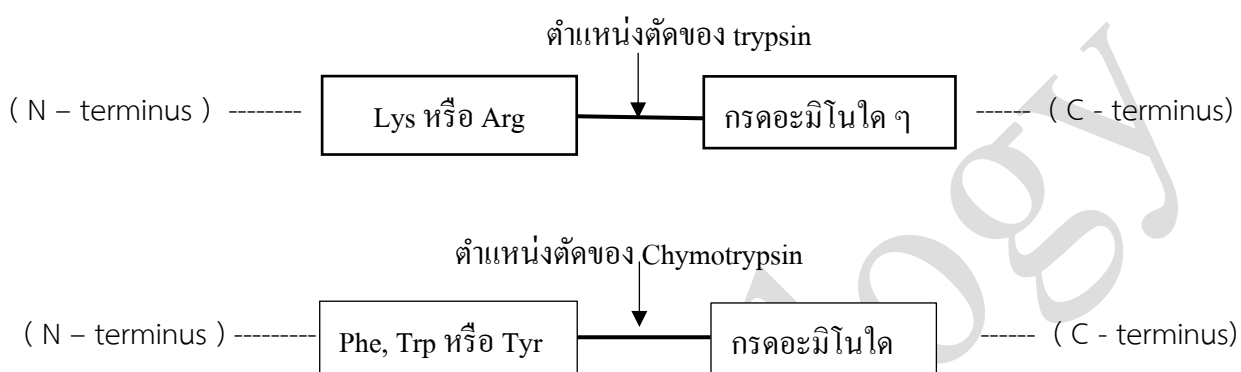 ตำแหน่งตัดของ trypsin
( N – terminus ) -------- Lys หรือ Arg กรดอะมิโนใด ๆ ------ ( C - terminus)
ตำแหน่งตัดของ Chymotrypsin
( N – terminus ) --------- Phe, Trp หรือ Tyr กรดอะมิโนใด ------ ( C - terminus)
logy